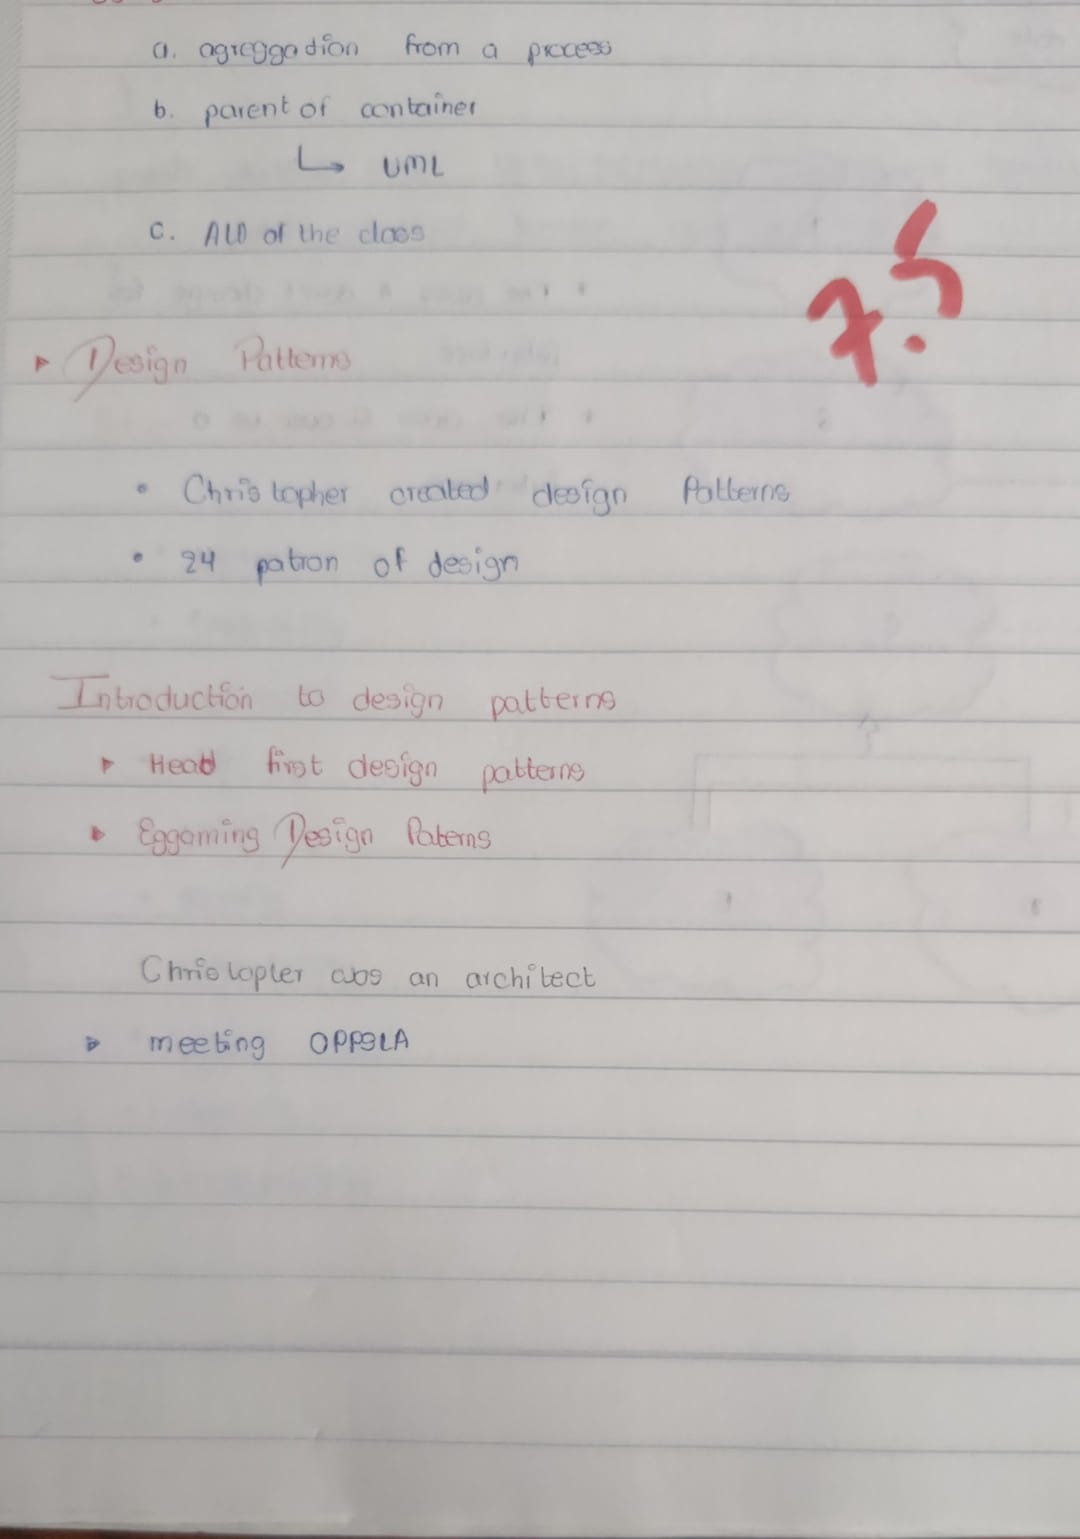 a. agreggadion from a process
b. parent of container
↳ UML
c. ALD of the class
7.5
▸ Design Patterns
• Christopher created design Patterns
• 24 patron of design
Introduction to design patterns
▸ Head first design patterns
▸ Eggaming Design Paterns
Christopler was an architect
▸ meeting